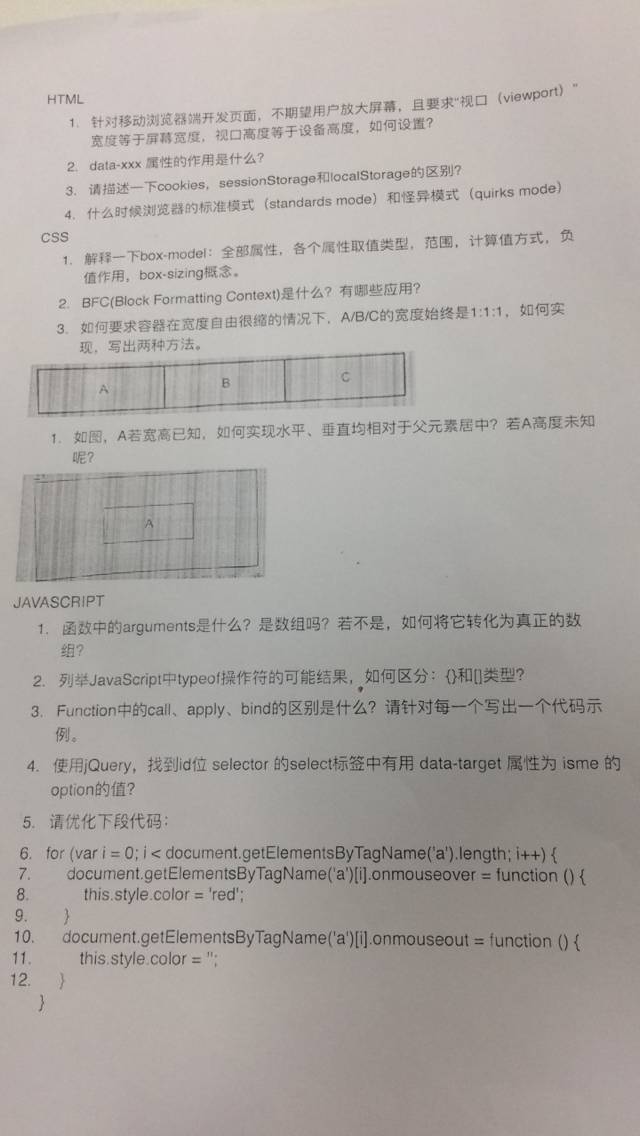 HTML
1. 针对移动浏览器端开发页面，不期望用户放大屏幕，且要求“视口（viewport）”
宽度等于屏幕宽度，视口高度等于设备高度，如何设置？
2. data-xxx 属性的作用是什么？
3. 请描述一下cookies，sessionStorage和localStorage的区别？
4. 什么时候浏览器的标准模式（standards mode）和怪异模式（quirks mode）
CSS
1. 解释一下box-model：全部属性，各个属性取值类型，范围，计算值方式，负
值作用，box-sizing概念。
2. BFC(Block Formatting Context)是什么？有哪些应用？
3. 如何要求容器在宽度自由很缩的情况下，A/B/C的宽度始终是1:1:1，如何实
现，写出两种方法。
A B C
1. 如图，A若宽高已知，如何实现水平、垂直均相对于父元素居中？若A高度未知
呢？
A
JAVASCRIPT
1. 函数中的arguments是什么？是数组吗？若不是，如何将它转化为真正的数
组？
2. 列举JavaScript中typeof操作符的可能结果，如何区分：{}和[]类型？
3. Function中的call、apply、bind的区别是什么？请针对每一个写出一个代码示
例。
4. 使用jQuery，找到id位 selector 的select标签中有用 data-target 属性为 isme 的
option的值？
5. 请优化下段代码：
6. for (var i = 0; i < document.getElementsByTagName('a').length; i++) {
7. document.getElementsByTagName('a')[i].onmouseover = function () {
8. this.style.color = 'red';
9. }
10. document.getElementsByTagName('a')[i].onmouseout = function () {
11. this.style.color = '';
12. }
}